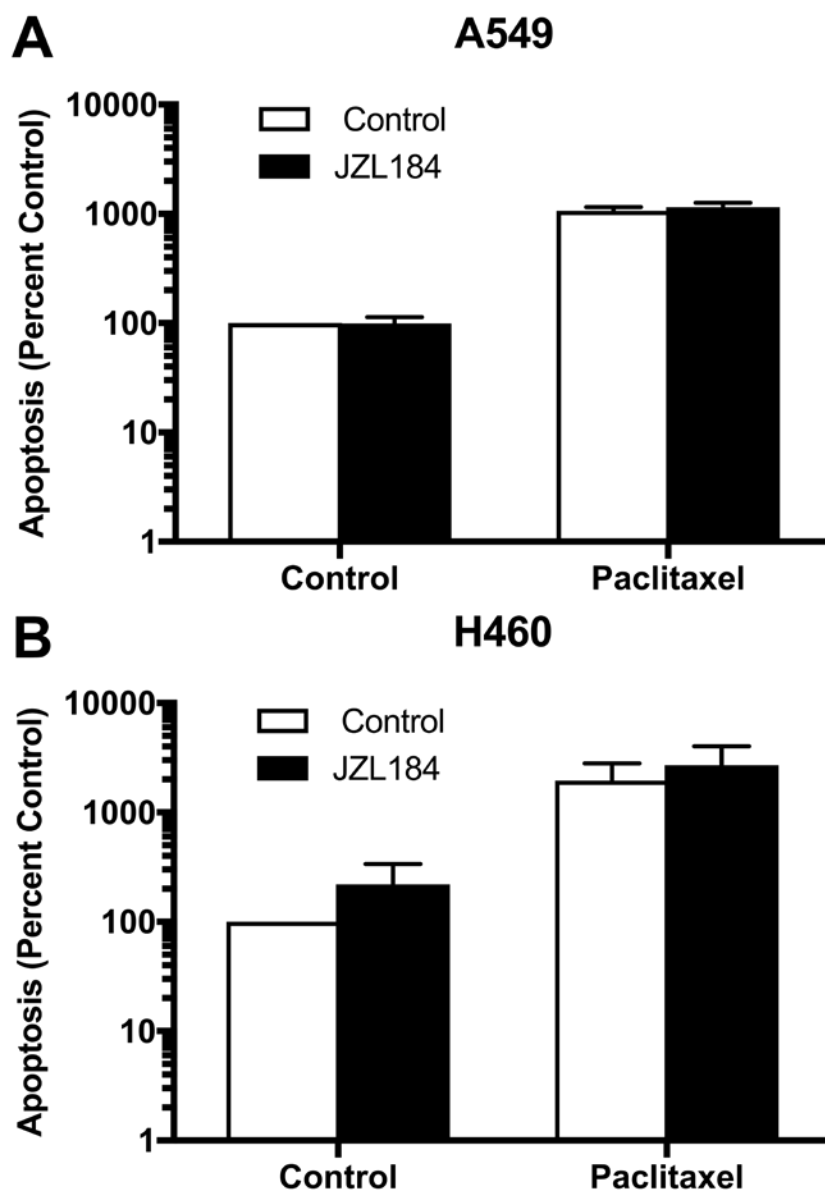 A
A549
Apoptosis (Percent Control)
10000
1000
100
10
1
Control
JZL184
Control
Paclitaxel
B
H460
Apoptosis (Percent Control)
10000
1000
100
10
1
Control
JZL184
Control
Paclitaxel